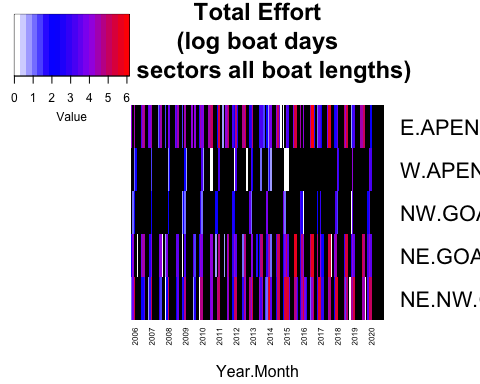 Total Effort
(log boat days
sectors all boat lengths)
0 1 2 3 4 5 6
Value
E.APEN
W.APEN
NW.GOA
NE.GOA
NE.NW.
2006 2007 2008 2009 2010 2011 2012 2013 2014 2015 2016 2017 2018 2019 2020
Year.Month